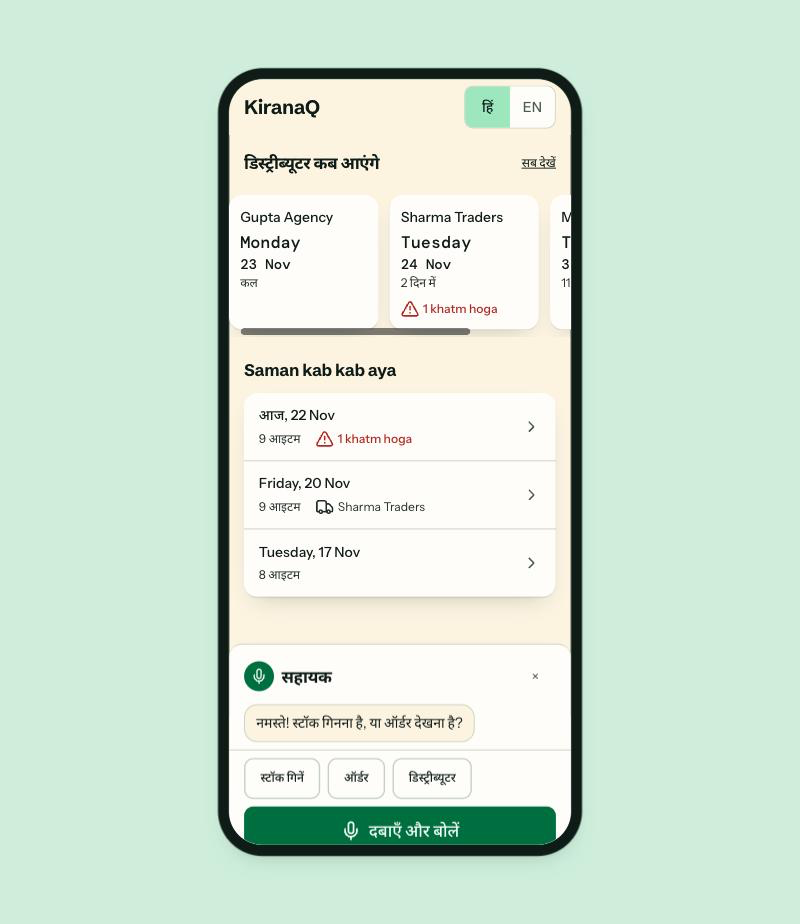 KiranaQ
हिं
EN
डिस्ट्रीब्यूटर कब आएंगे
सब देखें
Gupta Agency
Monday
23 Nov
कल
Sharma Traders
Tuesday
24 Nov
2 दिन में
1 khatm hoga
M
T
3
11
Saman kab kab aya
आज, 22 Nov
9 आइटम
1 khatm hoga
Friday, 20 Nov
9 आइटम
Sharma Traders
Tuesday, 17 Nov
8 आइटम
सहायक
×
नमस्ते! स्टॉक गिनना है, या ऑर्डर देखना है?
स्टॉक गिनें
ऑर्डर
डिस्ट्रीब्यूटर
दबाएँ और बोलें